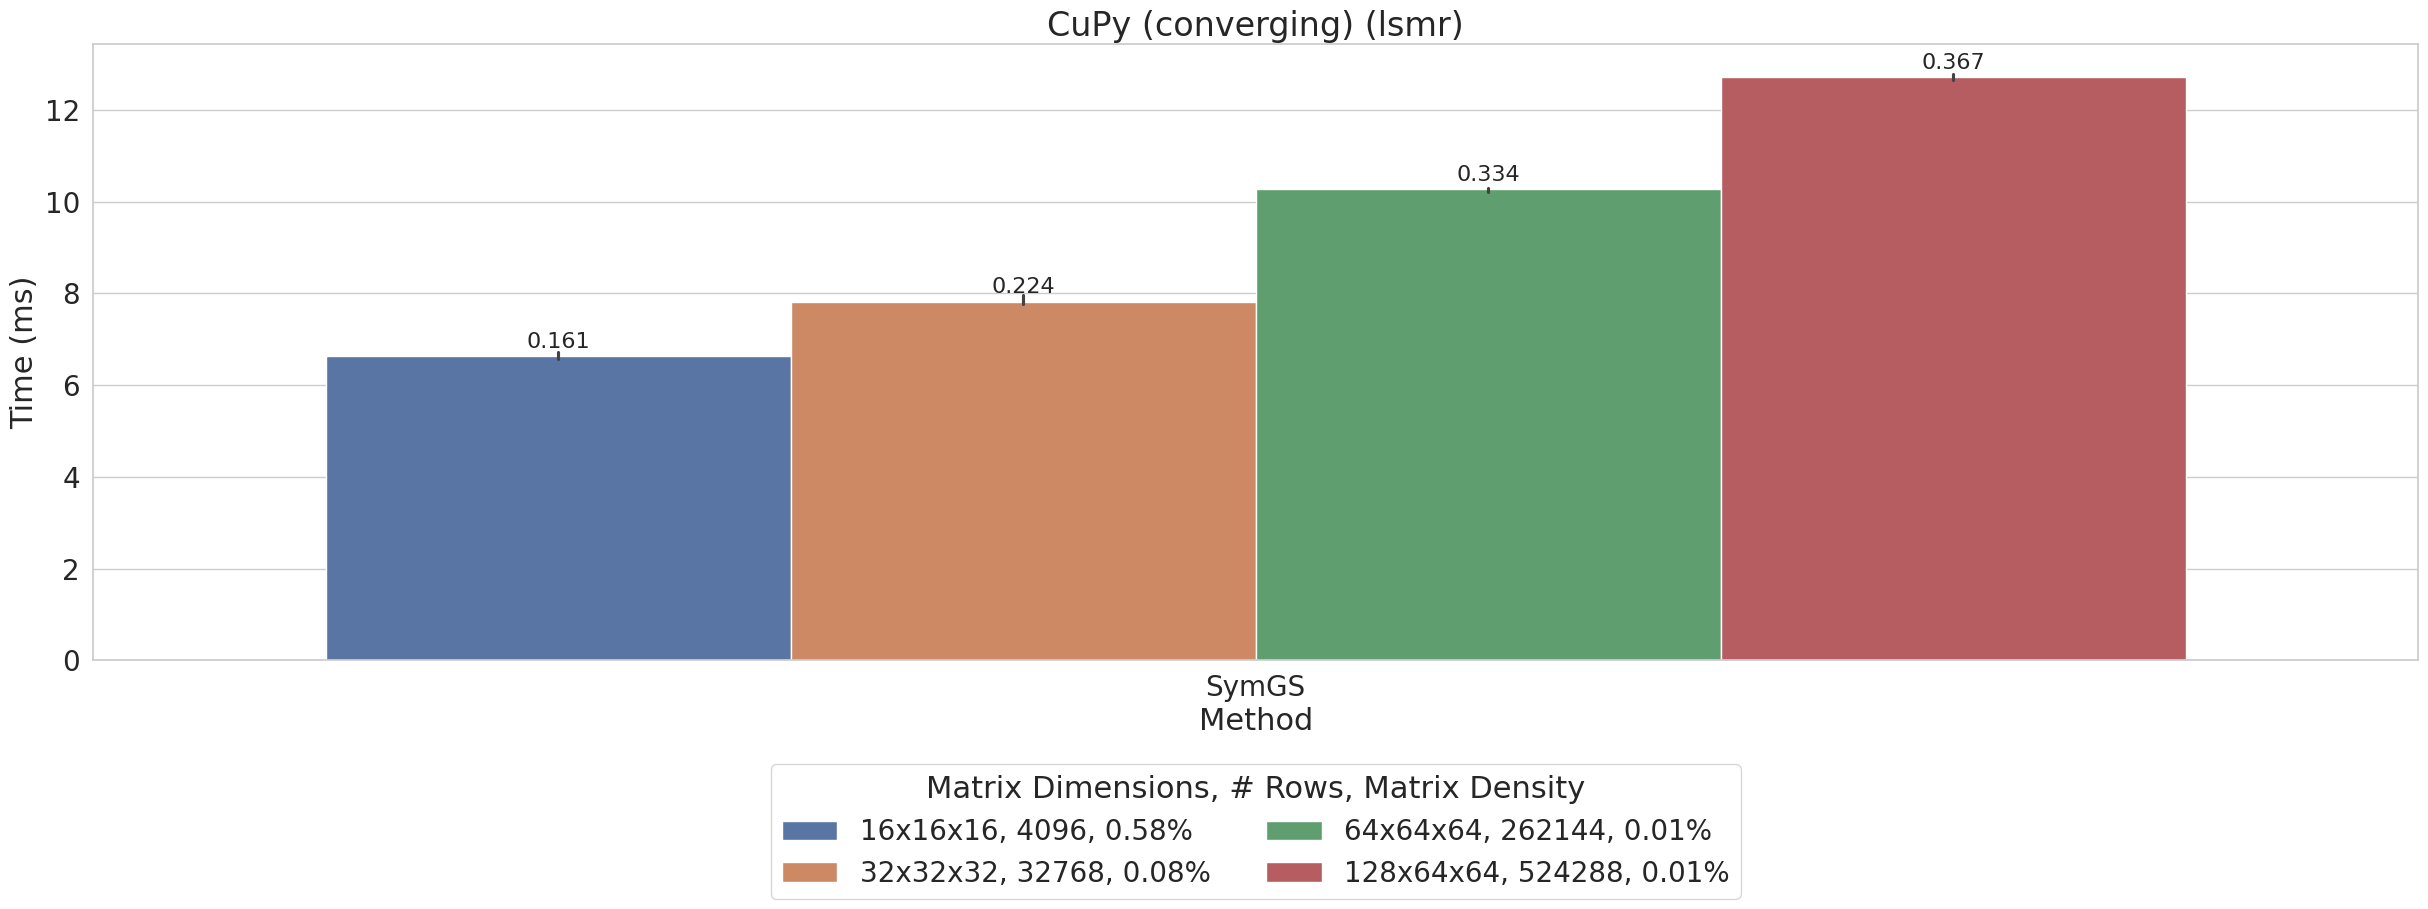 CuPy (converging) (lsmr)
Time (ms)
12
10
8
6
4
2
0
0.161
0.224
0.334
0.367
SymGS
Method
Matrix Dimensions, # Rows, Matrix Density
16x16x16, 4096, 0.58%
32x32x32, 32768, 0.08%
64x64x64, 262144, 0.01%
128x64x64, 524288, 0.01%